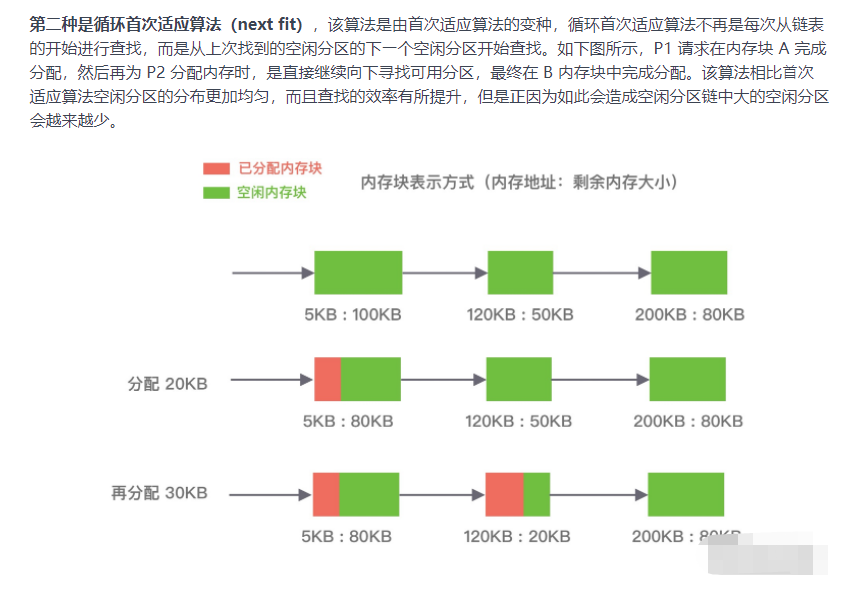 第二种是循环首次适应算法（next fit），该算法是由首次适应算法的变种，循环首次适应算法不再是每次从链表
的开始进行查找，而是从上次找到的空闲分区的下一个空闲分区开始查找。如下图所示，P1 请求在内存块 A 完成
分配，然后再为 P2 分配内存时，是直接继续向下寻找可用分区，最终在 B 内存块中完成分配。该算法相比首次
适应算法空闲分区的分布更加均匀，而且查找的效率有所提升，但是正因为如此会造成空闲分区链中大的空闲分区
会越来越少。
已分配内存块
空闲内存块
内存块表示方式（内存地址：剩余内存大小）
5KB : 100KB
120KB : 50KB
200KB : 80KB
分配 20KB
5KB : 80KB
120KB : 50KB
200KB : 80KB
再分配 30KB
5KB : 80KB
120KB : 20KB
200KB : 80KB